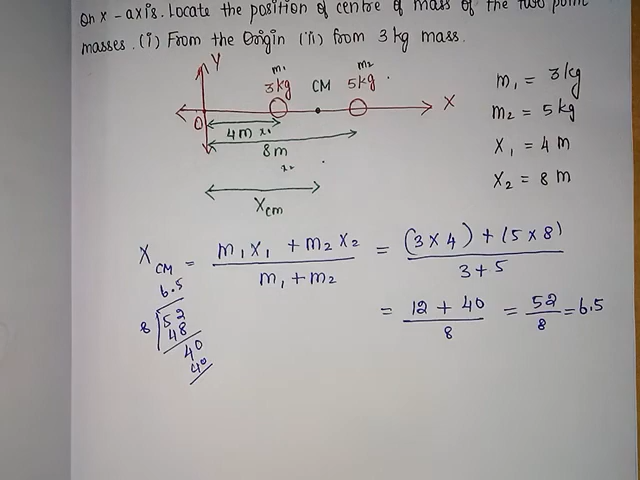 On x - axis. Locate the position of centre of mass of the two point
masses. (i) From the Origin (ii) from 3 kg mass.
Y
m1 m2
3kg CM 5kg
X
O
4m x1
8m
x2
Xcm
m1 = 3kg
m2 = 5kg
X1 = 4 m
X2 = 8 m
XCM = m1X1 + m2X2 / m1 + m2 = (3 x 4) + (5 x 8) / 3 + 5
= 12 + 40 / 8 = 52 / 8 = 6.5
6.5
8 52
48
40
40